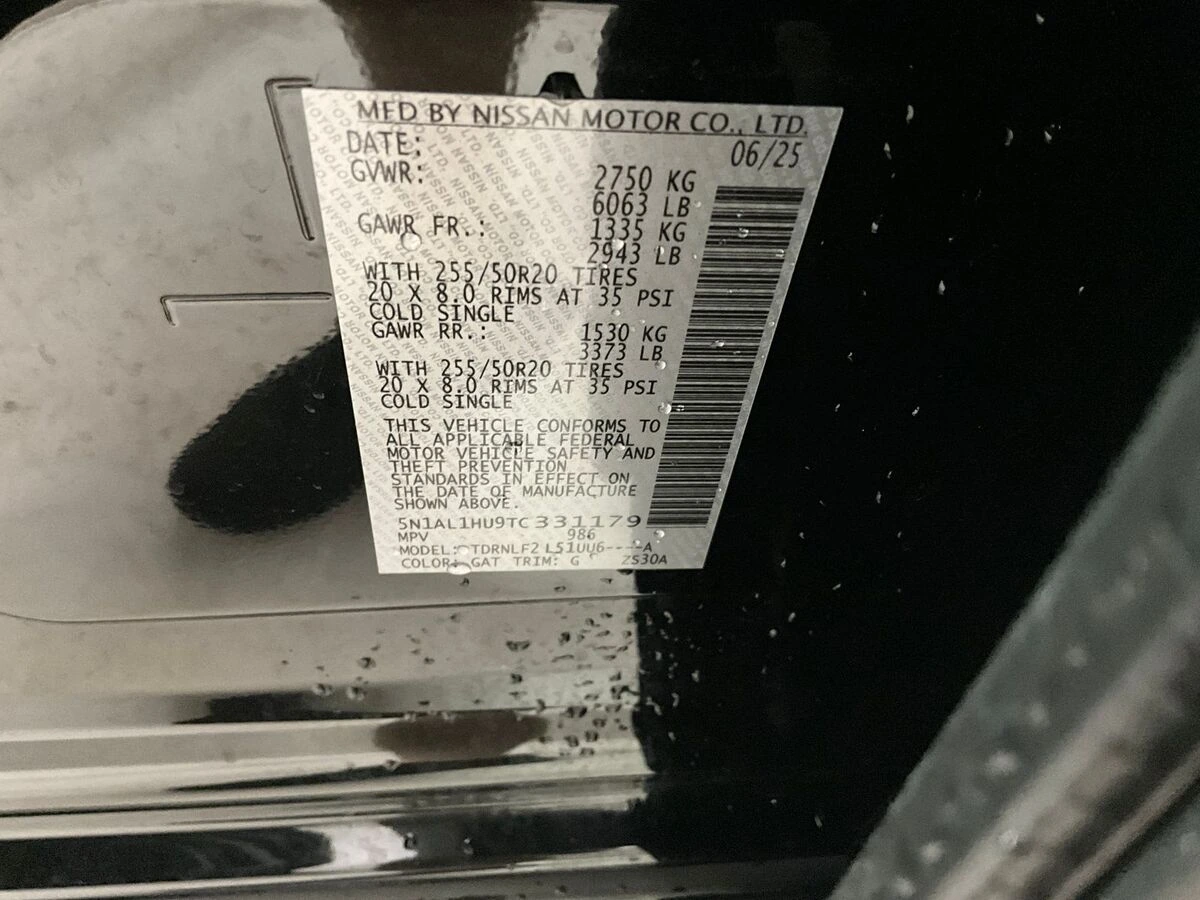 MFD BY NISSAN MOTOR CO., LTD.
DATE: 06/25
GVWR: 2750 KG
6063 LB
GAWR FR.: 1335 KG
2943 LB
WITH 255/50R20 TIRES
20 X 8.0 RIMS AT 35 PSI
COLD SINGLE
GAWR RR.: 1530 KG
3373 LB
WITH 255/50R20 TIRES
20 X 8.0 RIMS AT 35 PSI
COLD SINGLE
THIS VEHICLE CONFORMS TO
ALL APPLICABLE FEDERAL
MOTOR VEHICLE SAFETY AND
THEFT PREVENTION
STANDARDS IN EFFECT ON
THE DATE OF MANUFACTURE
SHOWN ABOVE.
5N1AL1HU9TC331179
MPV 986
MODEL: TDRNLF2 L51UU6----A
COLOR: GAT TRIM: G ZS30A